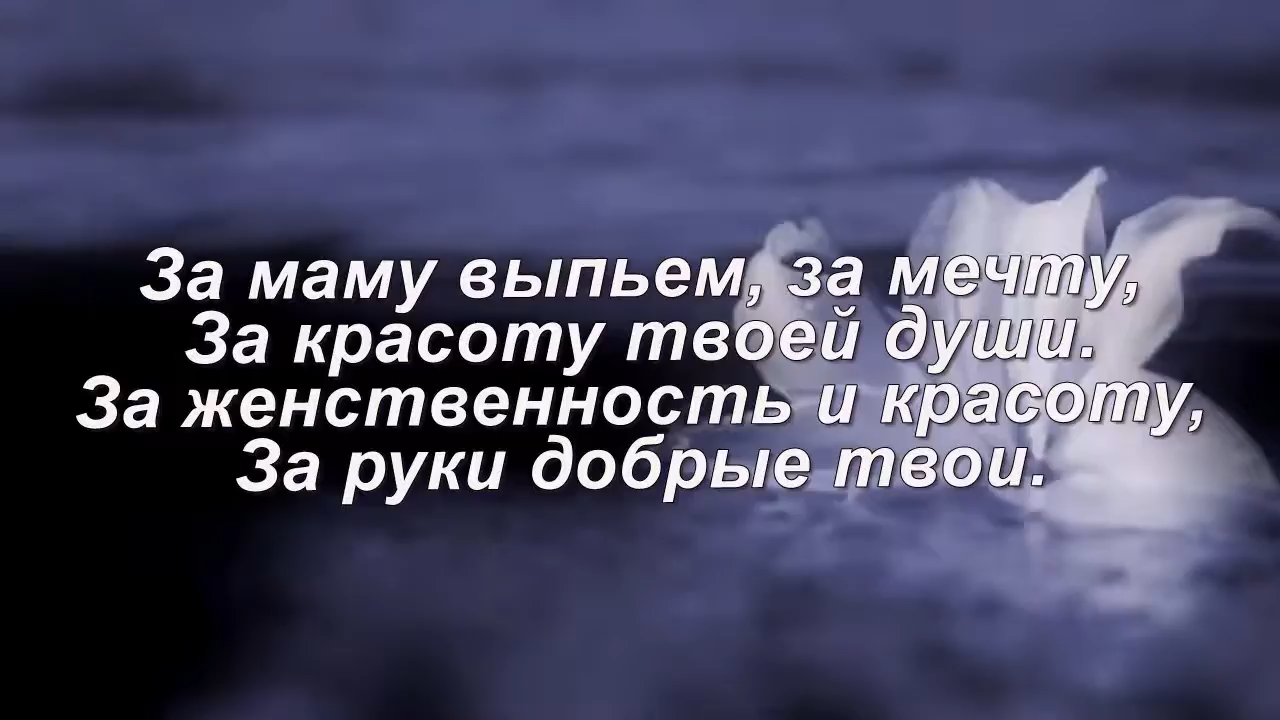 За маму выпьем, за мечту,
За красоту твоей души.
За женственность и красоту,
За руки добрые твои.